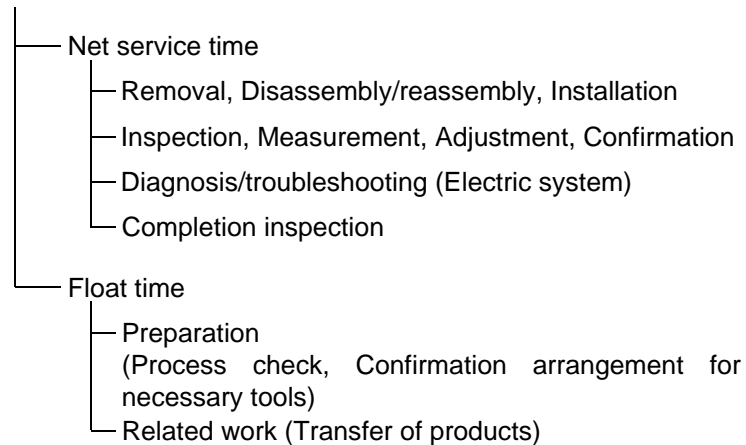 Net service time
Removal, Disassembly/reassembly, Installation
Inspection, Measurement, Adjustment, Confirmation
Diagnosis/troubleshooting (Electric system)
Completion inspection
Float time
Preparation
(Process check, Confirmation arrangement for
necessary tools)
Related work (Transfer of products)